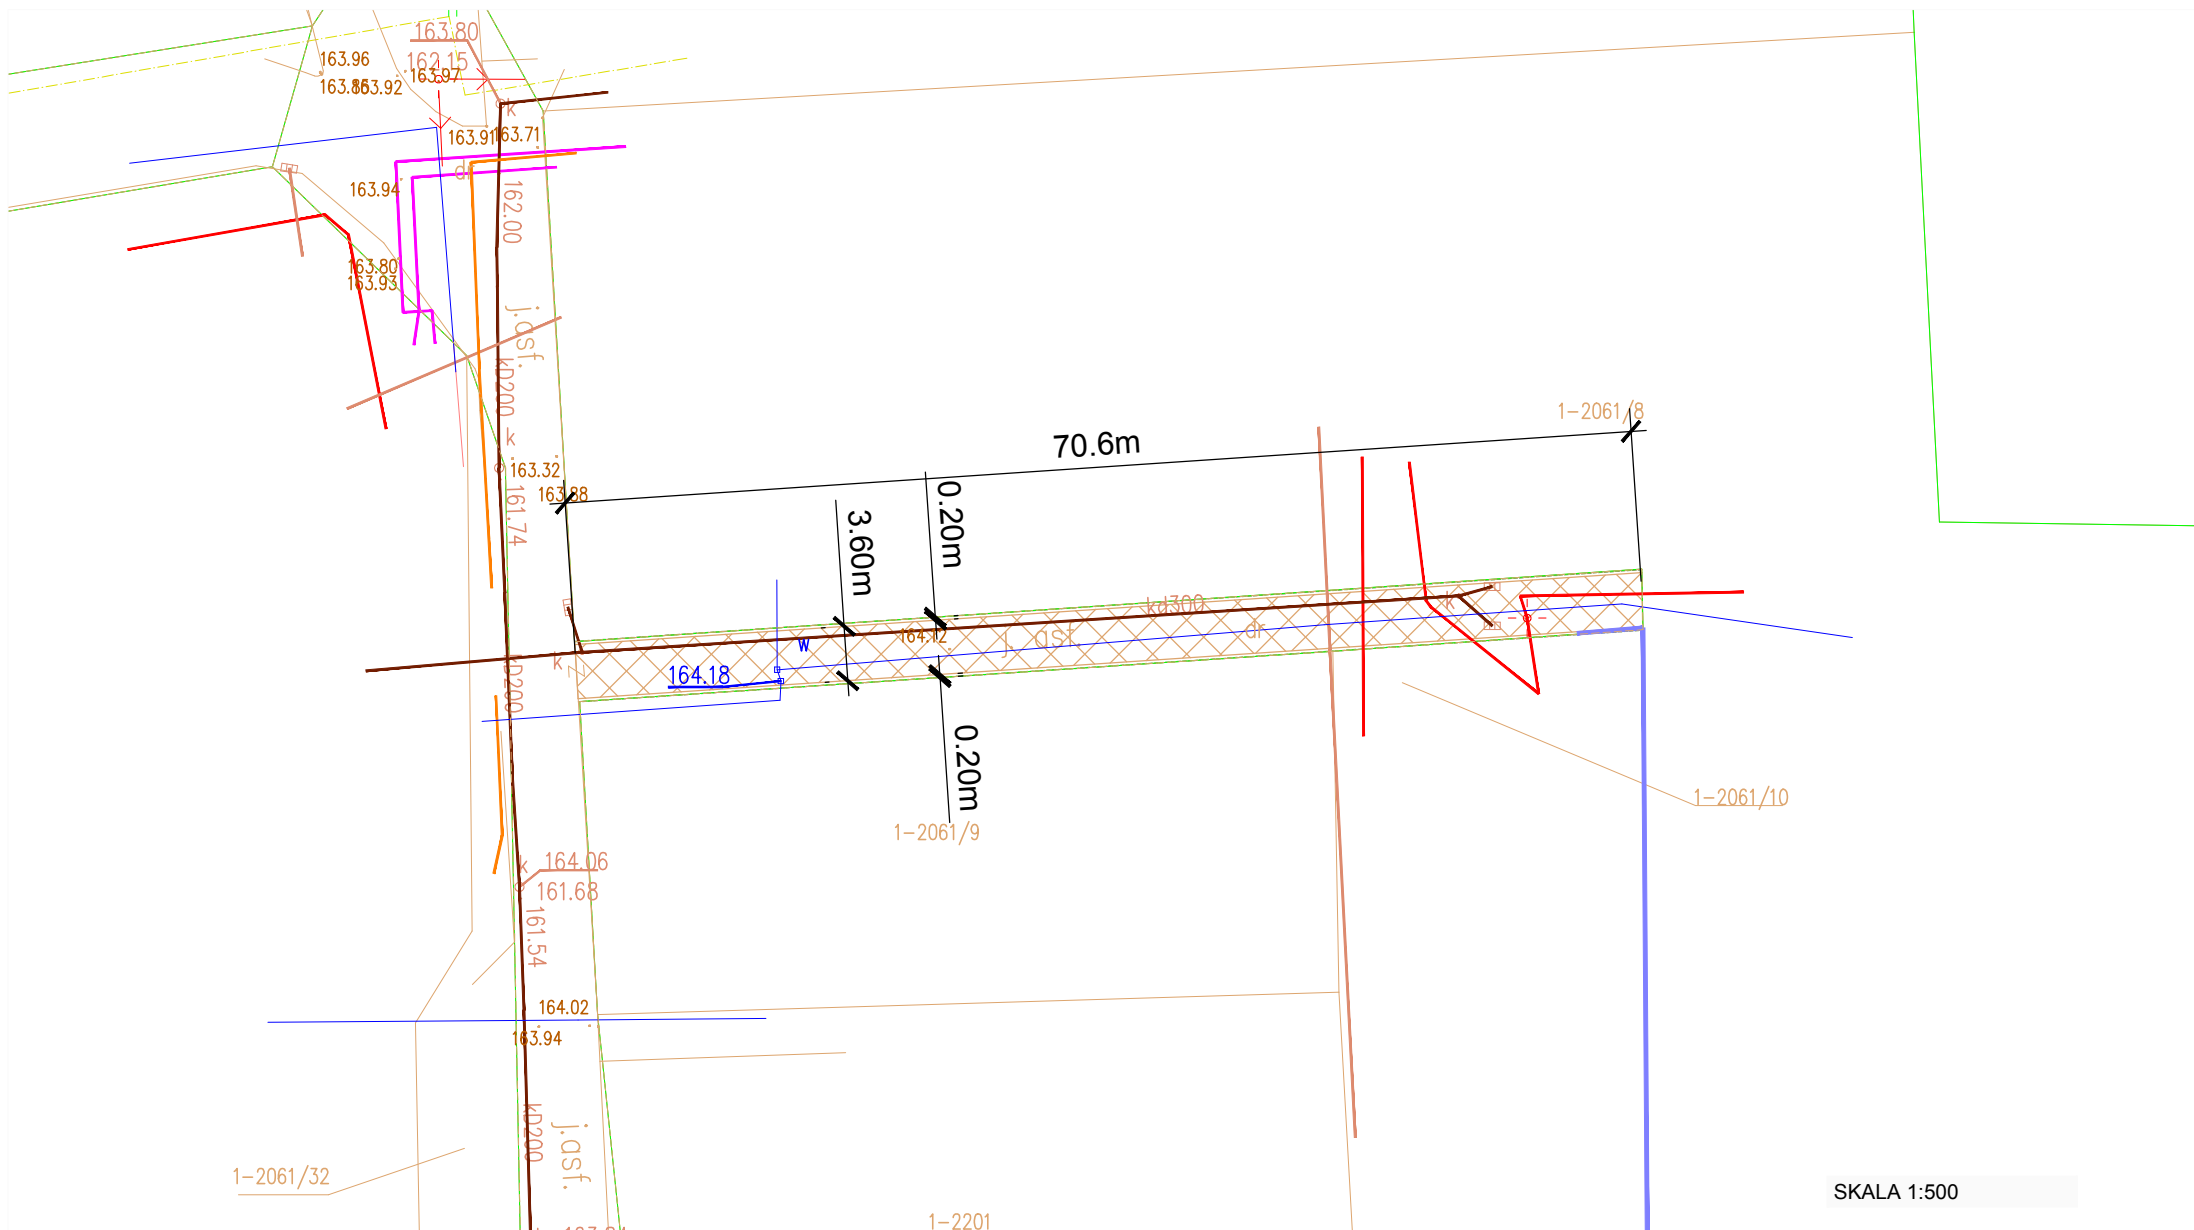 163.80
162.15
163.96
163.97
163.86
163.92
k
163.91
163.71
dr
163.94
162.00
163.80
163.93
j.asf.
kD200
k
163.32
163.88
161.74
1-2061/8
70.6m
0.20m
3.60m
kd300
k
164.12
j. asf.
dr
w
k
164.18
kD200
0.20m
1-2061/10
1-2061/9
k
164.06
161.68
161.54
164.02
163.94
kD200
j.asf.
1-2061/32
SKALA 1:500
1-2201